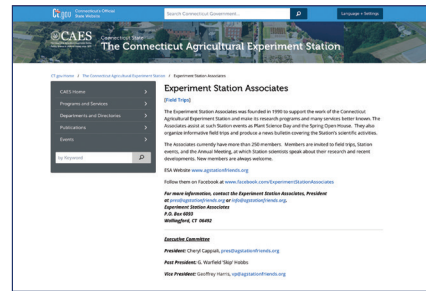 CT.gov Connecticut's Official
State Website
Search Connecticut Government...
Language + Settings
CAES
Connecticut State
The Connecticut Agricultural Experiment Station
CT.gov Home / The Connecticut Agricultural Experiment Station / Experiment Station Associates
CAES Home
Programs and Services
Departments and Directories
Publications
Events
by Keyword
Experiment Station Associates
[Field Trips]
The Experiment Station Associates was founded in 1990 to support the work of the Connecticut
Agricultural Experiment Station and make its research programs and many services better known. The
Associates assist at such Station events as Plant Science Day and the Spring Open House. They also
organize informative field trips and produce a news bulletin covering the Station's scientific activities.
The Associates currently have more than 250 members. Members are invited to field trips, Station
events, and the Annual Meeting, at which Station scientists speak about their research and recent
developments. New members are always welcome.
ESA Website www.agstationfriends.org
Follow them on Facebook at www.facebook.com/ExperimentStationAssociates
For more information, contact the Experiment Station Associates, President
at pres@agstationfriends.org or info@agstationfriends.org.
Experiment Station Associates
P.O. Box 6093
Wallingford, CT 06492
Executive Committee
President: Cheryl Cappiali, pres@agstationfriends.org
Past President: G. Warfield "Skip" Hobbs
Vice President: Geoffrey Harris, vp@agstationfriends.org